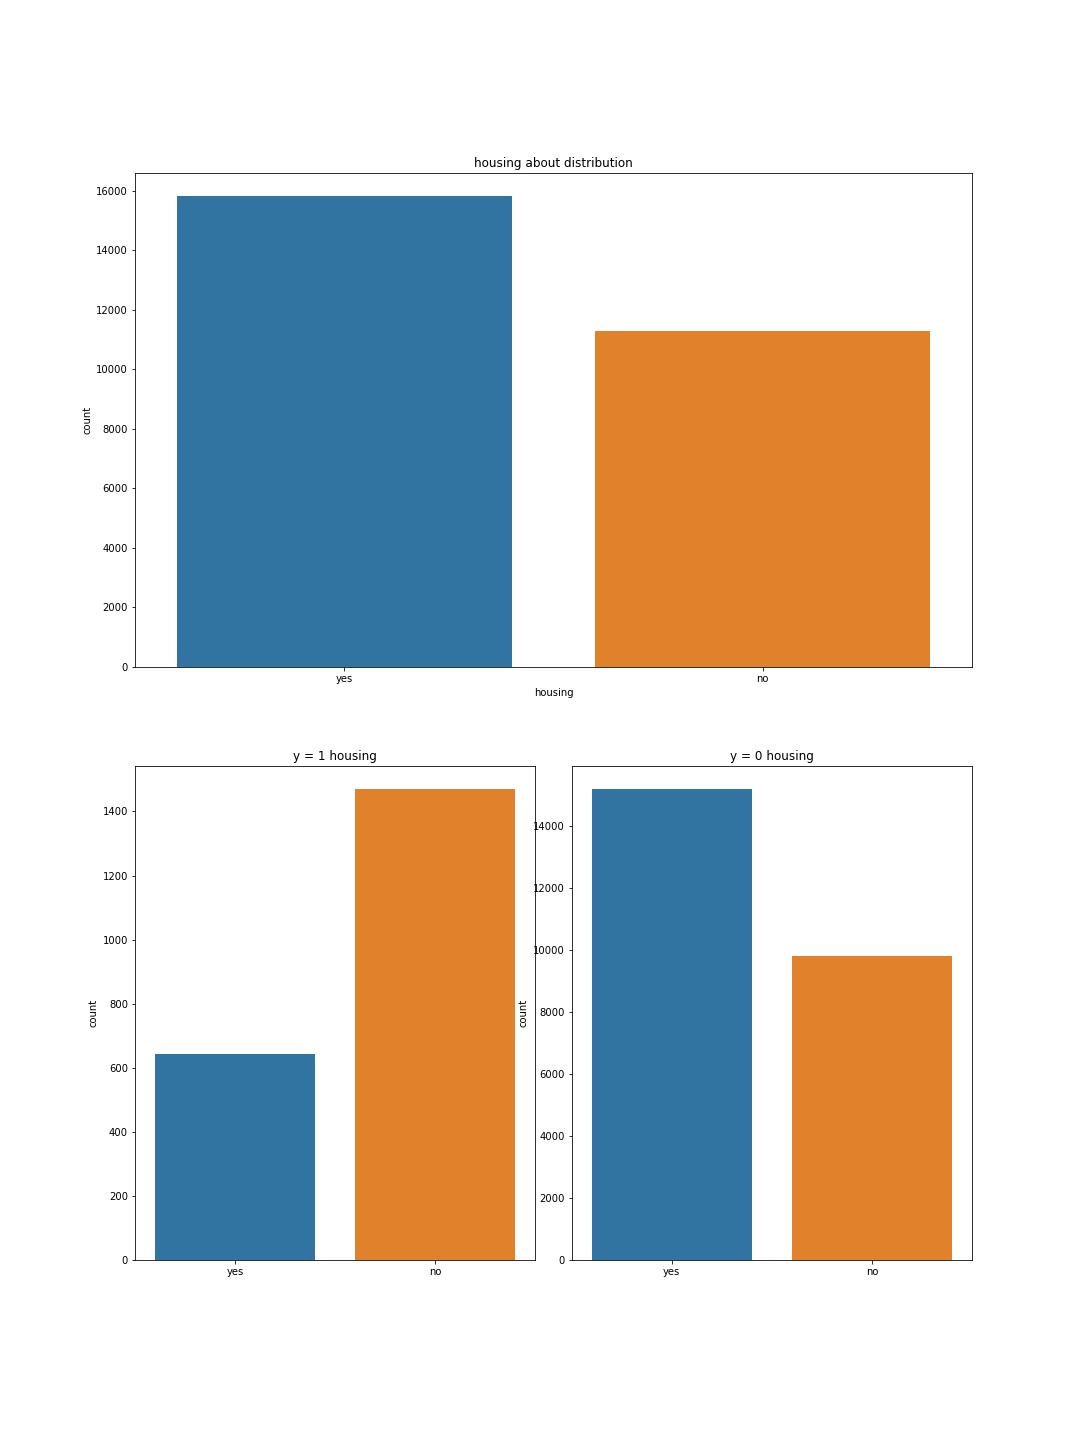 housing about distribution
16000
14000
12000
10000
8000
6000
4000
2000
0
count
yes no
housing
y = 1 housing
1400
1200
1000
800
600
400
200
0
count
yes no
y = 0 housing
14000
12000
10000
8000
6000
4000
2000
0
count
yes no